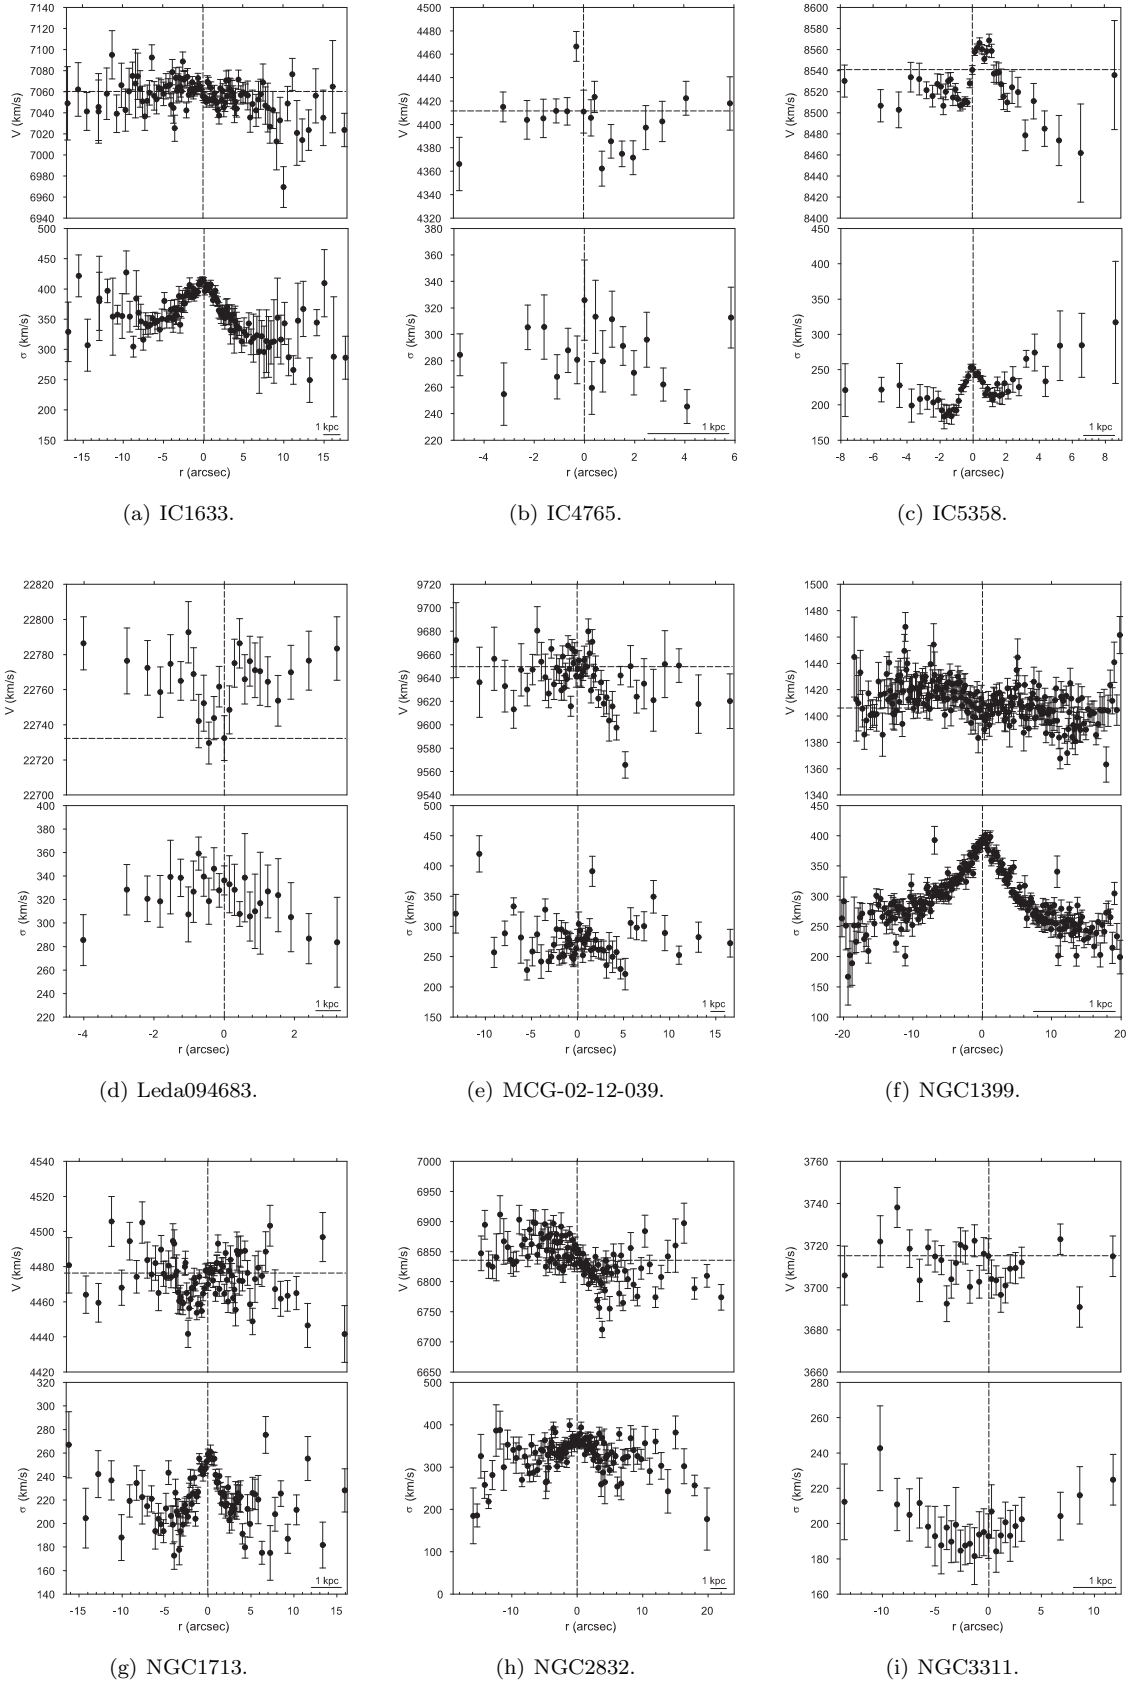 7140
7120
7100
7080
7060
7040
7020
7000
6980
6960
6940
V (km/s)
500
450
400
350
300
250
200
150
σ (km/s)
1 kpc
-15 -10 -5 0 5 10 15
r (arcsec)
(a) IC1633.
4500
4480
4460
4440
4420
4400
4380
4360
4340
4320
V (km/s)
380
360
340
320
300
280
260
240
220
σ (km/s)
1 kpc
-4 -2 0 2 4 6
r (arcsec)
(b) IC4765.
8600
8580
8560
8540
8520
8500
8480
8460
8440
8420
8400
V (km/s)
450
400
350
300
250
200
150
σ (km/s)
1 kpc
-8 -6 -4 -2 0 2 4 6 8
r (arcsec)
(c) IC5358.
22820
22800
22780
22760
22740
22720
22700
V (km/s)
400
380
360
340
320
300
280
260
240
220
σ (km/s)
1 kpc
-4 -2 0 2
r (arcsec)
(d) Leda094683.
9720
9700
9680
9660
9640
9620
9600
9580
9560
9540
V (km/s)
500
450
400
350
300
250
200
150
σ (km/s)
1 kpc
-10 -5 0 5 10 15
r (arcsec)
(e) MCG-02-12-039.
1500
1480
1460
1440
1420
1400
1380
1360
1340
V (km/s)
450
400
350
300
250
200
150
100
σ (km/s)
1 kpc
-20 -10 0 10 20
r (arcsec)
(f) NGC1399.
4540
4520
4500
4480
4460
4440
4420
V (km/s)
320
300
280
260
240
220
200
180
160
140
σ (km/s)
1 kpc
-15 -10 -5 0 5 10 15
r (arcsec)
(g) NGC1713.
7000
6950
6900
6850
6800
6750
6700
6650
V (km/s)
500
400
300
200
100
0
σ (km/s)
1 kpc
-10 0 10 20
r (arcsec)
(h) NGC2832.
3760
3740
3720
3700
3680
3660
V (km/s)
280
260
240
220
200
180
160
σ (km/s)
1 kpc
-10 -5 0 5 10
r (arcsec)
(i) NGC3311.